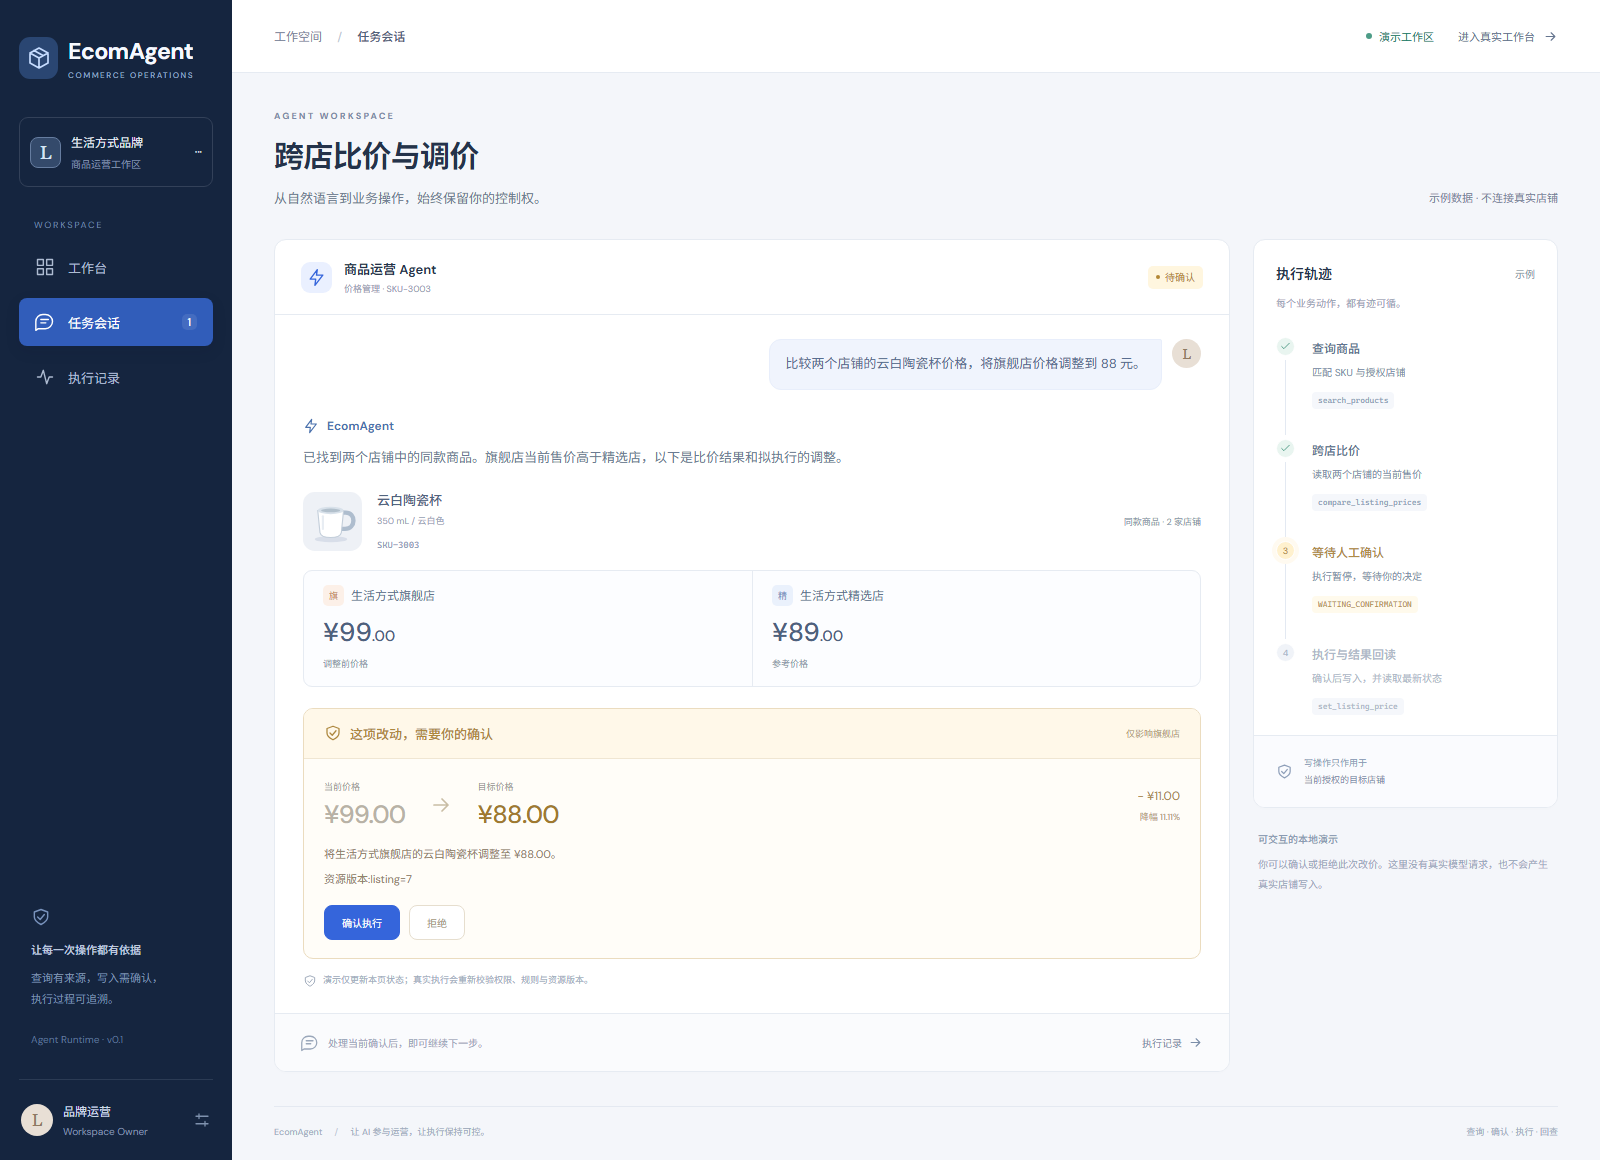 EcomAgent
COMMERCE OPERATIONS
L
生活方式品牌
商品运营工作区
WORKSPACE
工作台
任务会话
1
执行记录
让每一次操作都有依据
查询有来源，写入需确认，
执行过程可追溯。
Agent Runtime · v0.1
L
品牌运营
Workspace Owner
工作空间 / 任务会话
演示工作区
进入真实工作台 →
AGENT WORKSPACE
跨店比价与调价
从自然语言到业务操作，始终保留你的控制权。
示例数据 · 不连接真实店铺
商品运营 Agent
价格管理 · SKU-3003
待确认
比较两个店铺的云白陶瓷杯价格，将旗舰店价格调整到 88 元。
L
EcomAgent
已找到两个店铺中的同款商品。旗舰店当前售价高于精选店，以下是比价结果和拟执行的调整。
云白陶瓷杯
350 mL / 云白色
SKU-3003
同款商品 · 2 家店铺
旗 生活方式旗舰店
¥99.00
调整前价格
精 生活方式精选店
¥89.00
参考价格
这项改动，需要你的确认
仅影响旗舰店
当前价格
¥99.00
→
目标价格
¥88.00
− ¥11.00
降幅 11.11%
将生活方式旗舰店的云白陶瓷杯调整至 ¥88.00。
资源版本:listing=7
确认执行
拒绝
演示仅更新本页状态；真实执行会重新校验权限、规则与资源版本。
处理当前确认后，即可继续下一步。
执行记录 →
执行轨迹
示例
每个业务动作，都有迹可循。
查询商品
匹配 SKU 与授权店铺
search_products
跨店比价
读取两个店铺的当前售价
compare_listing_prices
3
等待人工确认
执行暂停，等待你的决定
WAITING_CONFIRMATION
4
执行与结果回读
确认后写入，并读取最新状态
set_listing_price
写操作只作用于
当前授权的目标店铺
可交互的本地演示
你可以确认或拒绝此次改价。这里没有真实模型请求，也不会产生
真实店铺写入。
EcomAgent / 让 AI 参与运营，让执行保持可控。
查询 · 确认 · 执行 · 回查